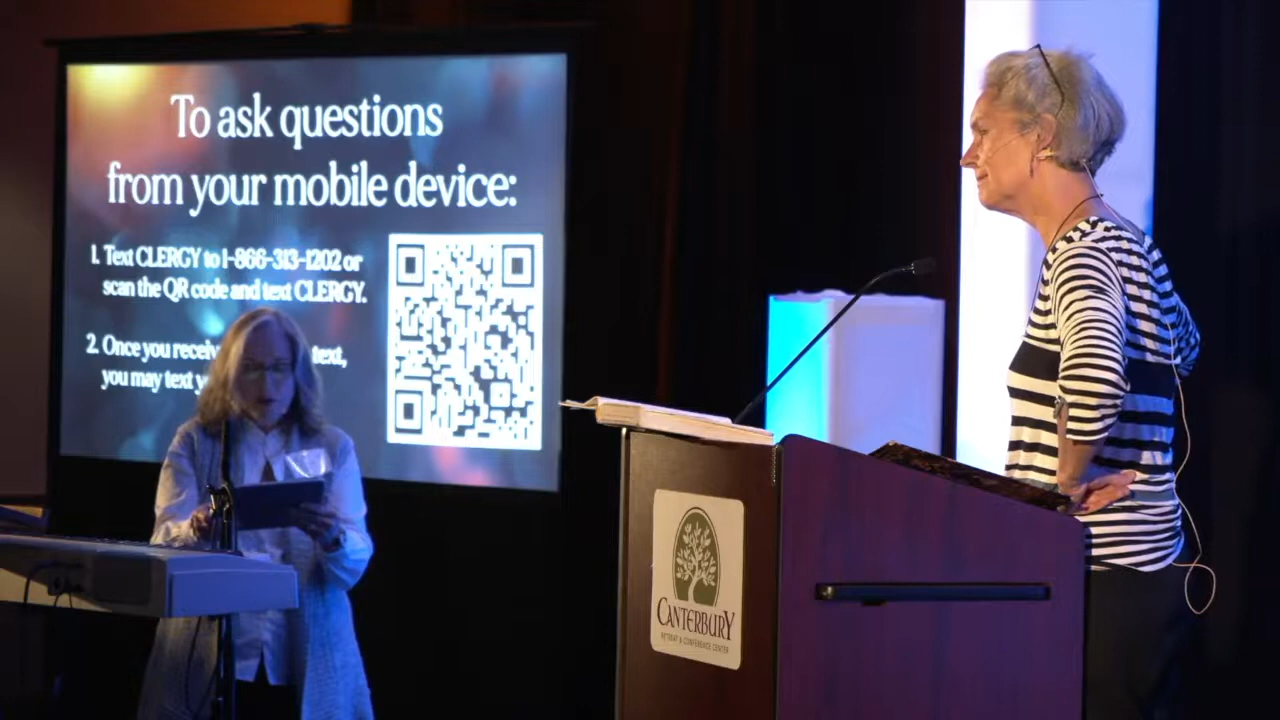 To ask questions
from your mobile device:
1. Text CLERGY to 1-866-313-1202 or
scan the QR code and text CLERGY.
2. Once you receiv text,
you may text y
CANTERBURY
RETREAT & CONFERENCE CENTER